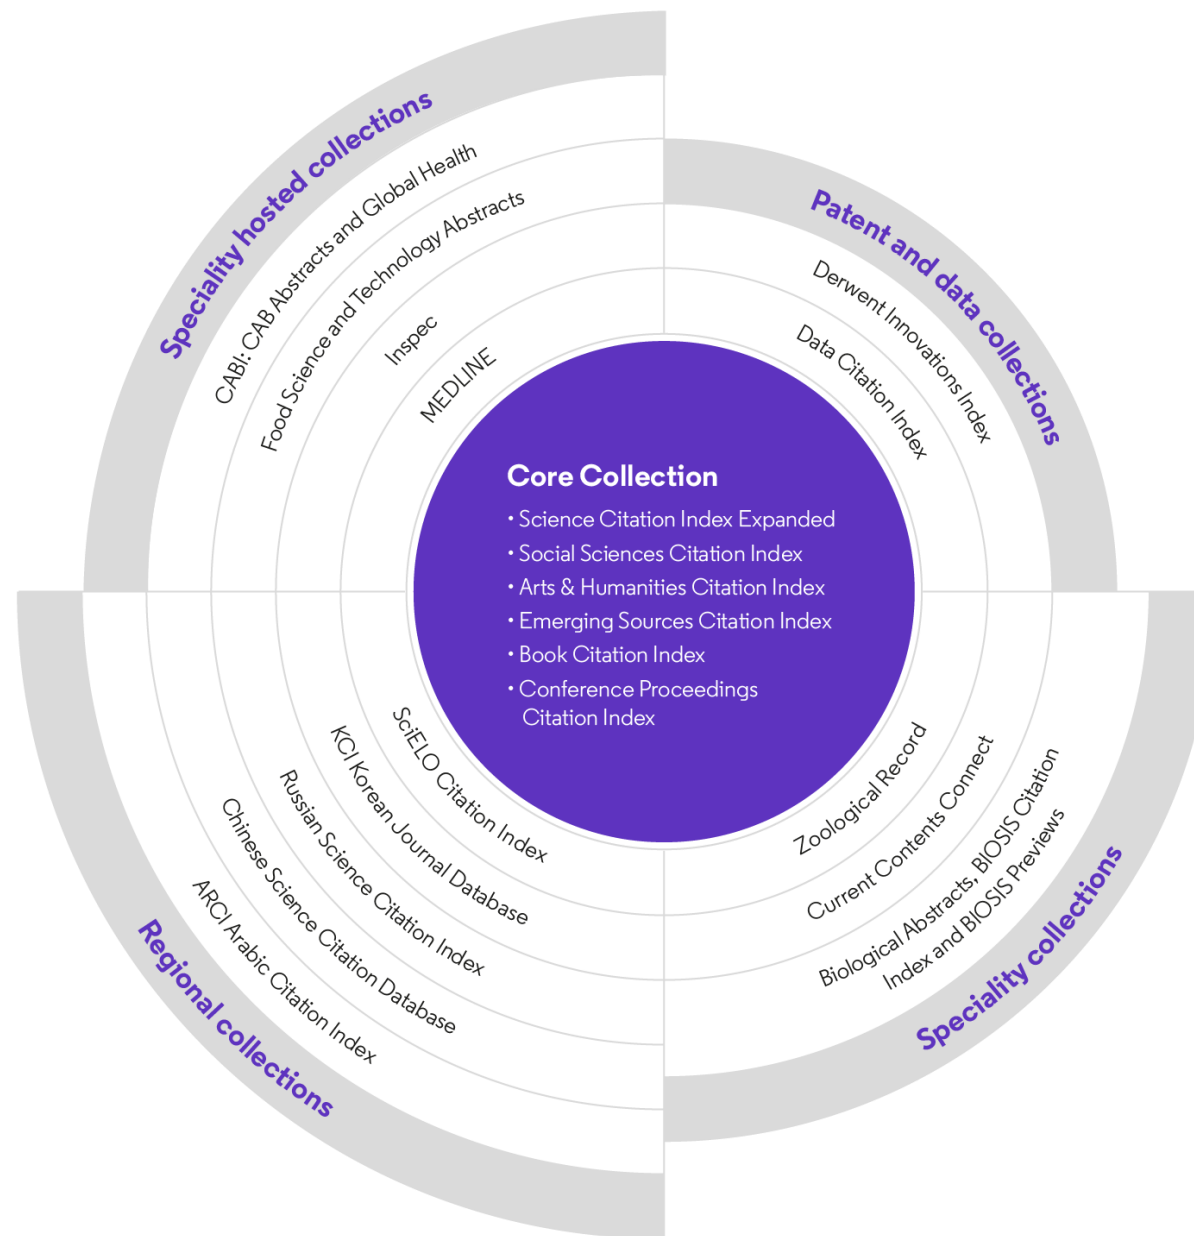 Speciality hosted collections
CABI: CAB Abstracts and Global Health
Food Science and Technology Abstracts
Inspec
MEDLINE
Patent and data collections
Derwent Innovations Index
Data Citation Index
Core Collection
• Science Citation Index Expanded
• Social Sciences Citation Index
• Arts & Humanities Citation Index
• Emerging Sources Citation Index
• Book Citation Index
• Conference Proceedings
Citation Index
SciELO Citation Index
KCI Korean Journal Database
Russian Science Citation Index
Chinese Science Citation Database
ARCI Arabic Citation Index
Regional collections
Zoological Record
Current Contents Connect
Biological Abstracts, BIOSIS Citation
Index and BIOSIS Previews
Speciality collections